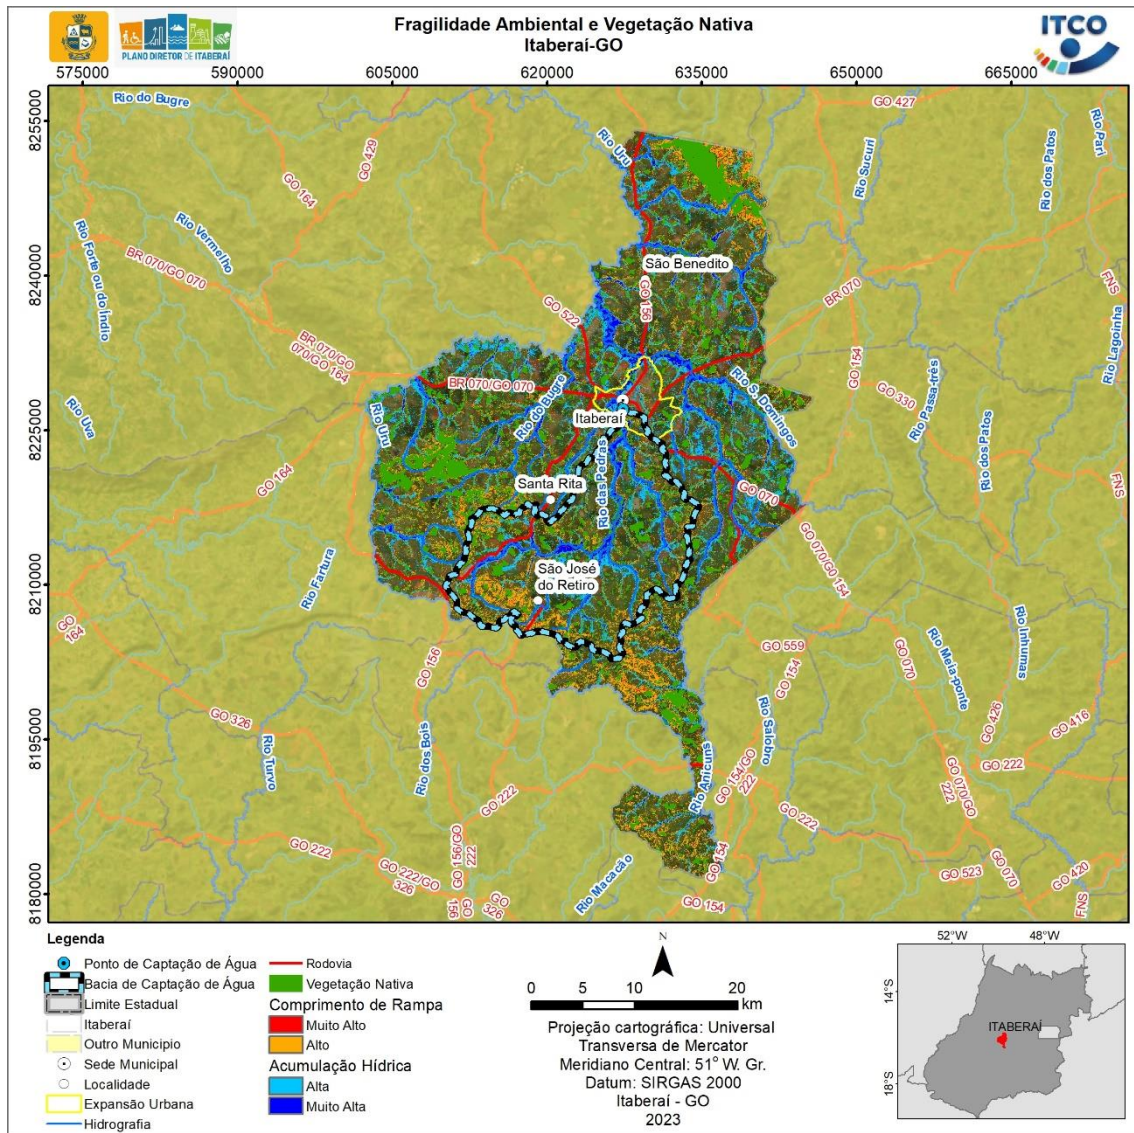 Fragilidade Ambiental e Vegetação Nativa
Itaberaí-GO
PLANO DIRETOR DE ITABERAÍ
ITCO
575000
590000
605000
620000
635000
650000
665000
8255000
8240000
8225000
8210000
8195000
8180000
Rio do Bugre
GO 427
Rio Pari
Rio Uru
Rio Sucuri
Rio dos Patos
GO 429
GO 164
Rio Vermelho
Rio Forte ou do Índio
São Benedito
BR 070/GO 070
GO 156
BR 070
FNS
GO 522
Rio Lagoinha
BR 070/GO
070/GO 164
GO 154
BR 070/GO 070
Rio do Bugre
Rio S. Domingos
GO 330
Rio Passa-três
Rio Uva
Rio Uru
Itaberaí
Rio dos Patos
GO 164
Rio das Pedras
Santa Rita
GO 070
FNS
GO 070/G0 154
Rio Fartura
São José
do Retiro
GO
164
Rio Inhumas
GO 156
GO 559
GO 154
GO 070
Rio Meia-ponte
GO 326
Rio dos Bois
Rio Salobro
GO 426
GO 416
Rio Turvo
Rio Anicuns
GO 154/GO
222
GO 222
GO 222
GO 070/GO
222
GO 222
GO 222
GO 156/GO
222
GO 222/GO
326
Rio Macacão
GO 154
GO 523
GO 070
GO 420
GO
156
GO
326
GO 154
FNS
Legenda
Ponto de Captação de Água
Bacia de Captação de Água
Limite Estadual
Itaberaí
Outro Municipio
Sede Municipal
Localidade
Expansão Urbana
Hidrografia
Rodovia
Vegetação Nativa
Comprimento de Rampa
Muito Alto
Alto
Acumulação Hídrica
Alta
Muito Alta
N
0 5 10 20
km
Projeção cartográfica: Universal
Transversa de Mercator
Meridiano Central: 51° W. Gr.
Datum: SIRGAS 2000
Itaberaí - GO
2023
52°W
48°W
14°S
18°S
ITABERAÍ